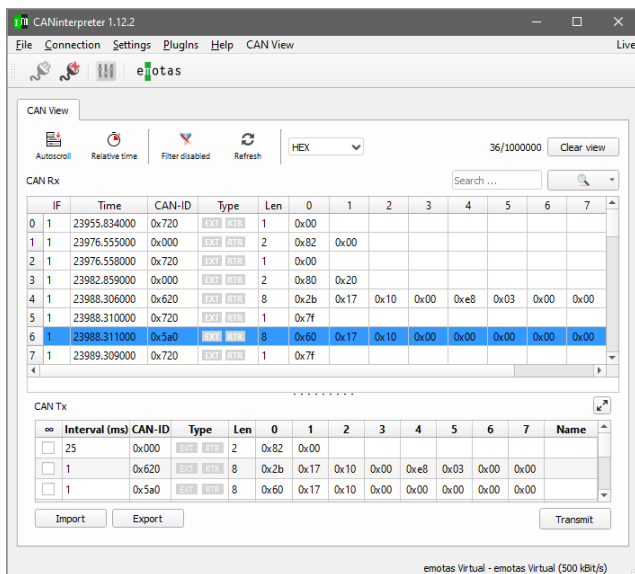 CANinterpreter 1.12.2
File Connection Settings PlugIns Help CAN View Live
emotas
CAN View
Autoscroll Relative time Filter disabled Refresh HEX 36/1000000 Clear view
CAN Rx Search ...
IF Time CAN-ID Type Len 0 1 2 3 4 5 6 7
0 1 23955.834000 0x720 EXT RTR 1 0x00
1 1 23976.555000 0x000 EXT RTR 2 0x82 0x00
2 1 23976.558000 0x720 EXT RTR 1 0x00
3 1 23982.859000 0x000 EXT RTR 2 0x80 0x20
4 1 23988.306000 0x620 EXT RTR 8 0x2b 0x17 0x10 0x00 0xe8 0x03 0x00 0x00
5 1 23988.310000 0x720 EXT RTR 1 0x7f
6 1 23988.311000 0x5a0 EXT RTR 8 0x60 0x17 0x10 0x00 0x00 0x00 0x00 0x00
7 1 23989.309000 0x720 EXT RTR 1 0x7f
CAN Tx
∞ Interval (ms) CAN-ID Type Len 0 1 2 3 4 5 6 7 Name
25 0x000 EXT RTR 2 0x82 0x00
1 0x620 EXT RTR 8 0x2b 0x17 0x10 0x00 0xe8 0x03 0x00 0x00
1 0x5a0 EXT RTR 8 0x60 0x17 0x10 0x00 0x00 0x00 0x00 0x00
Import Export Transmit
emotas Virtual - emotas Virtual (500 kBit/s)